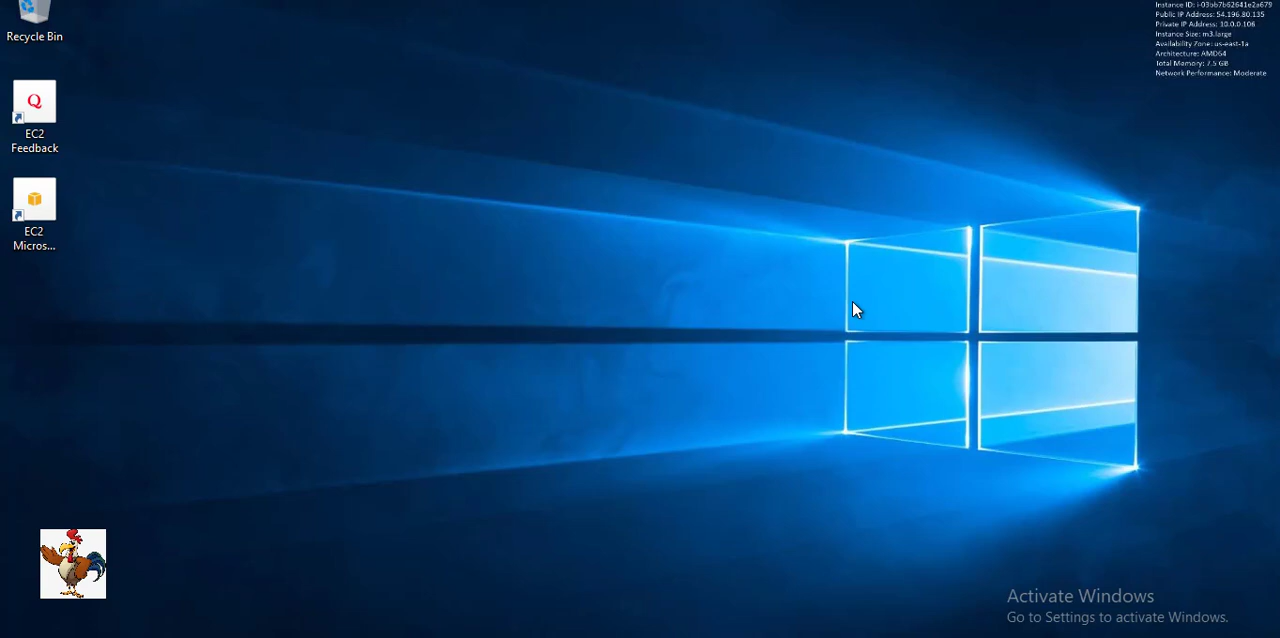 Recycle Bin
Q
EC2
Feedback
EC2
Micros...
Instance ID: i-03bb7b62641e2a679
Public IP Address: 54.196.80.135
Private IP Address: 10.0.0.106
Instance Size: m3.large
Availability Zone: us-east-1a
Architecture: AMD64
Total Memory: 7.5 GB
Network Performance: Moderate
Activate Windows
Go to Settings to activate Windows.